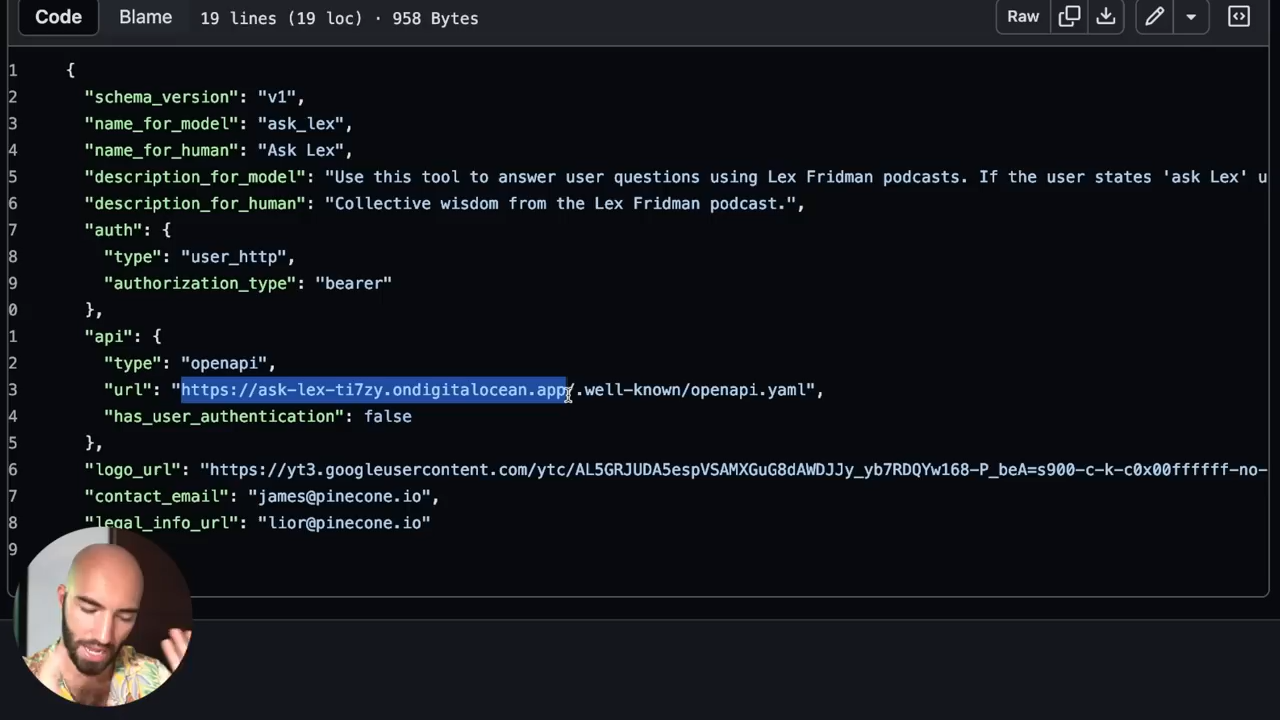 Code Blame 19 lines (19 loc) · 958 Bytes Raw
1 {
2 "schema_version": "v1",
3 "name_for_model": "ask_lex",
4 "name_for_human": "Ask Lex",
5 "description_for_model": "Use this tool to answer user questions using Lex Fridman podcasts. If the user states 'ask Lex' u
6 "description_for_human": "Collective wisdom from the Lex Fridman podcast.",
7 "auth": {
8 "type": "user_http",
9 "authorization_type": "bearer"
0 },
1 "api": {
2 "type": "openapi",
3 "url": "https://ask-lex-ti7zy.ondigitalocean.app/.well-known/openapi.yaml",
4 "has_user_authentication": false
5 },
6 "logo_url": "https://yt3.googleusercontent.com/ytc/AL5GRJUDA5espVSAMXGuG8dAWDJJy_yb7RDQYw168-P_beA=s900-c-k-c0x00ffffff-no-
7 "contact_email": "james@pinecone.io",
8 "legal_info_url": "lior@pinecone.io"
9